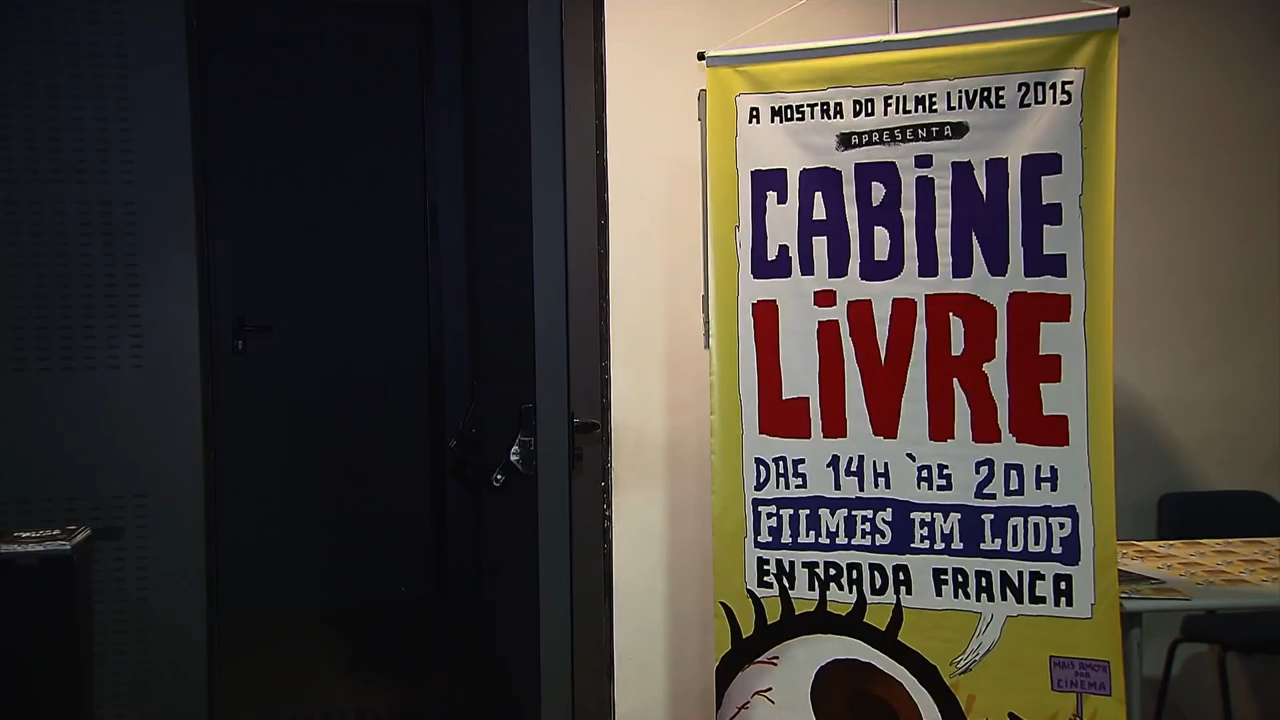 A MOSTRA DO FILME LiVRE 2015
APRESENTA
CABiNE
LiVRE
DAS 14H `AS 20H
FILMES EM LOOP
ENTRADA FRANCA
MAIS AMOR
POR
CINEMA